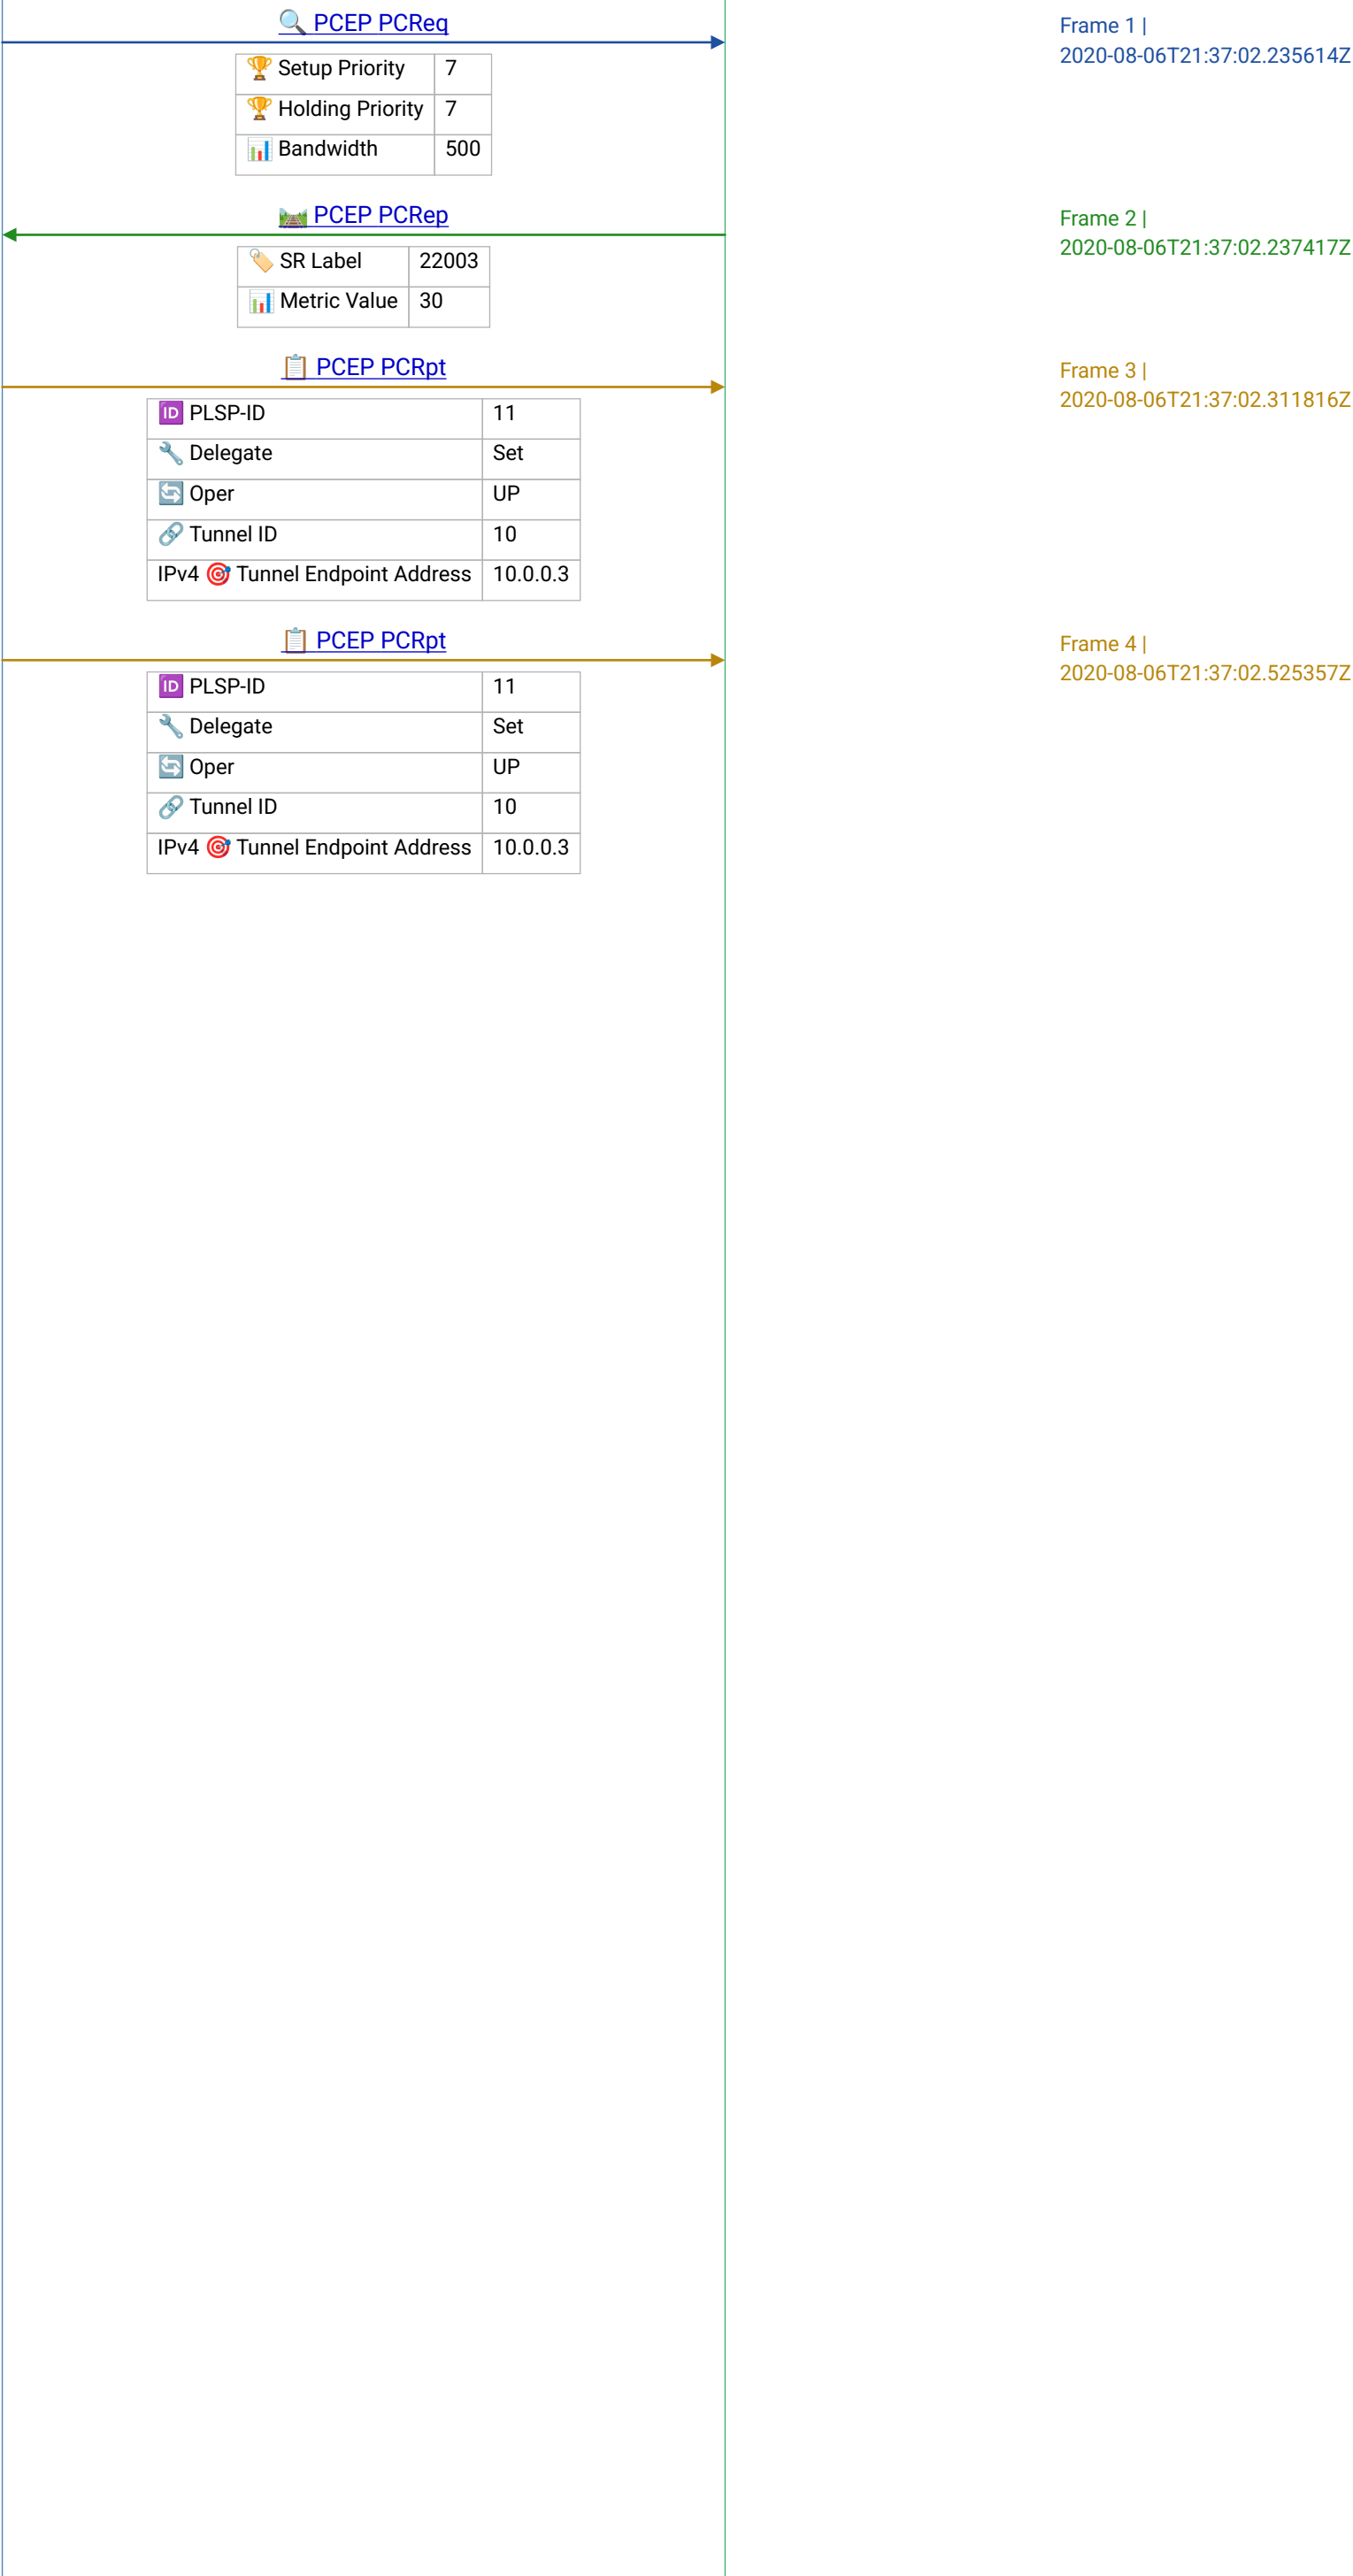 🔍 PCEP PCReq
Frame 1 |
2020-08-06T21:37:02.235614Z
🏆 Setup Priority 7
🏆 Holding Priority 7
📊 Bandwidth 500
🛤️ PCEP PCRep
Frame 2 |
2020-08-06T21:37:02.237417Z
🏷️ SR Label 22003
📊 Metric Value 30
📋 PCEP PCRpt
Frame 3 |
2020-08-06T21:37:02.311816Z
🆔 PLSP-ID 11
🔧 Delegate Set
🔄 Oper UP
🔗 Tunnel ID 10
IPv4 🎯 Tunnel Endpoint Address 10.0.0.3
📋 PCEP PCRpt
Frame 4 |
2020-08-06T21:37:02.525357Z
🆔 PLSP-ID 11
🔧 Delegate Set
🔄 Oper UP
🔗 Tunnel ID 10
IPv4 🎯 Tunnel Endpoint Address 10.0.0.3